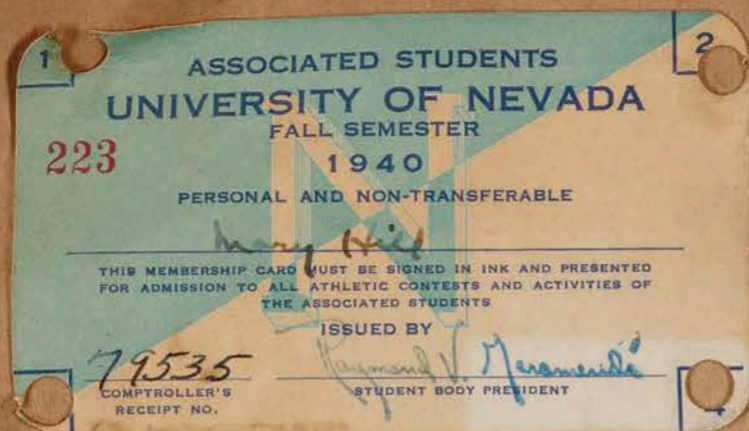 1
2
ASSOCIATED STUDENTS
UNIVERSITY OF NEVADA
FALL SEMESTER
223
1940
PERSONAL AND NON-TRANSFERABLE
Mary Hill
THIS MEMBERSHIP CARD MUST BE SIGNED IN INK AND PRESENTED
FOR ADMISSION TO ALL ATHLETIC CONTESTS AND ACTIVITIES OF
THE ASSOCIATED STUDENTS
ISSUED BY
79535
Raymond V.
COMPTROLLER'S
RECEIPT NO.
STUDENT BODY PRESIDENT